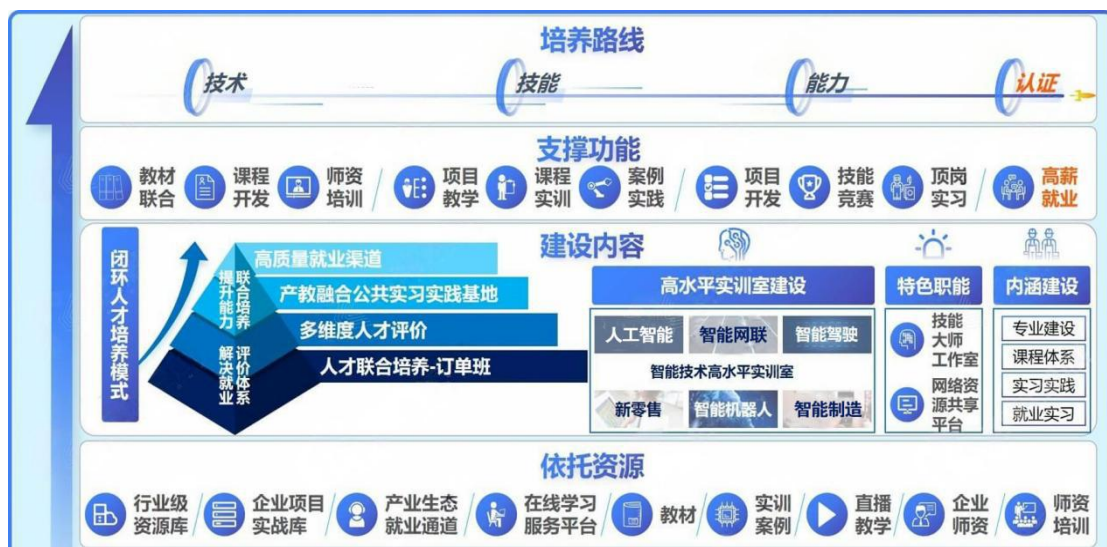 培养路线
技术
技能
能力
认证
支撑功能
教材
联合
课程
开发
师资
培训
项目
教学
课程
实训
案例
实践
项目
开发
技能
竞赛
顶岗
实习
高薪
就业
闭环人才培养模式
建设内容
高质量就业渠道
产教融合公共实习实践基地
多维度人才评价
人才联合培养-订单班
联合培养
提升能力
评价体系
解决就业
高水平实训室建设
人工智能
智能网联
智能驾驶
智能技术高水平实训室
新零售
智能机器人
智能制造
特色职能
技能
大师
工作室
网络资
源共享
平台
内涵建设
专业建设
课程体系
实习实践
就业实习
依托资源
行业级
资源库
企业项目
实战库
产业生态
就业通道
在线学习
服务平台
教材
实训
案例
直播
教学
企业
师资
师资
培训